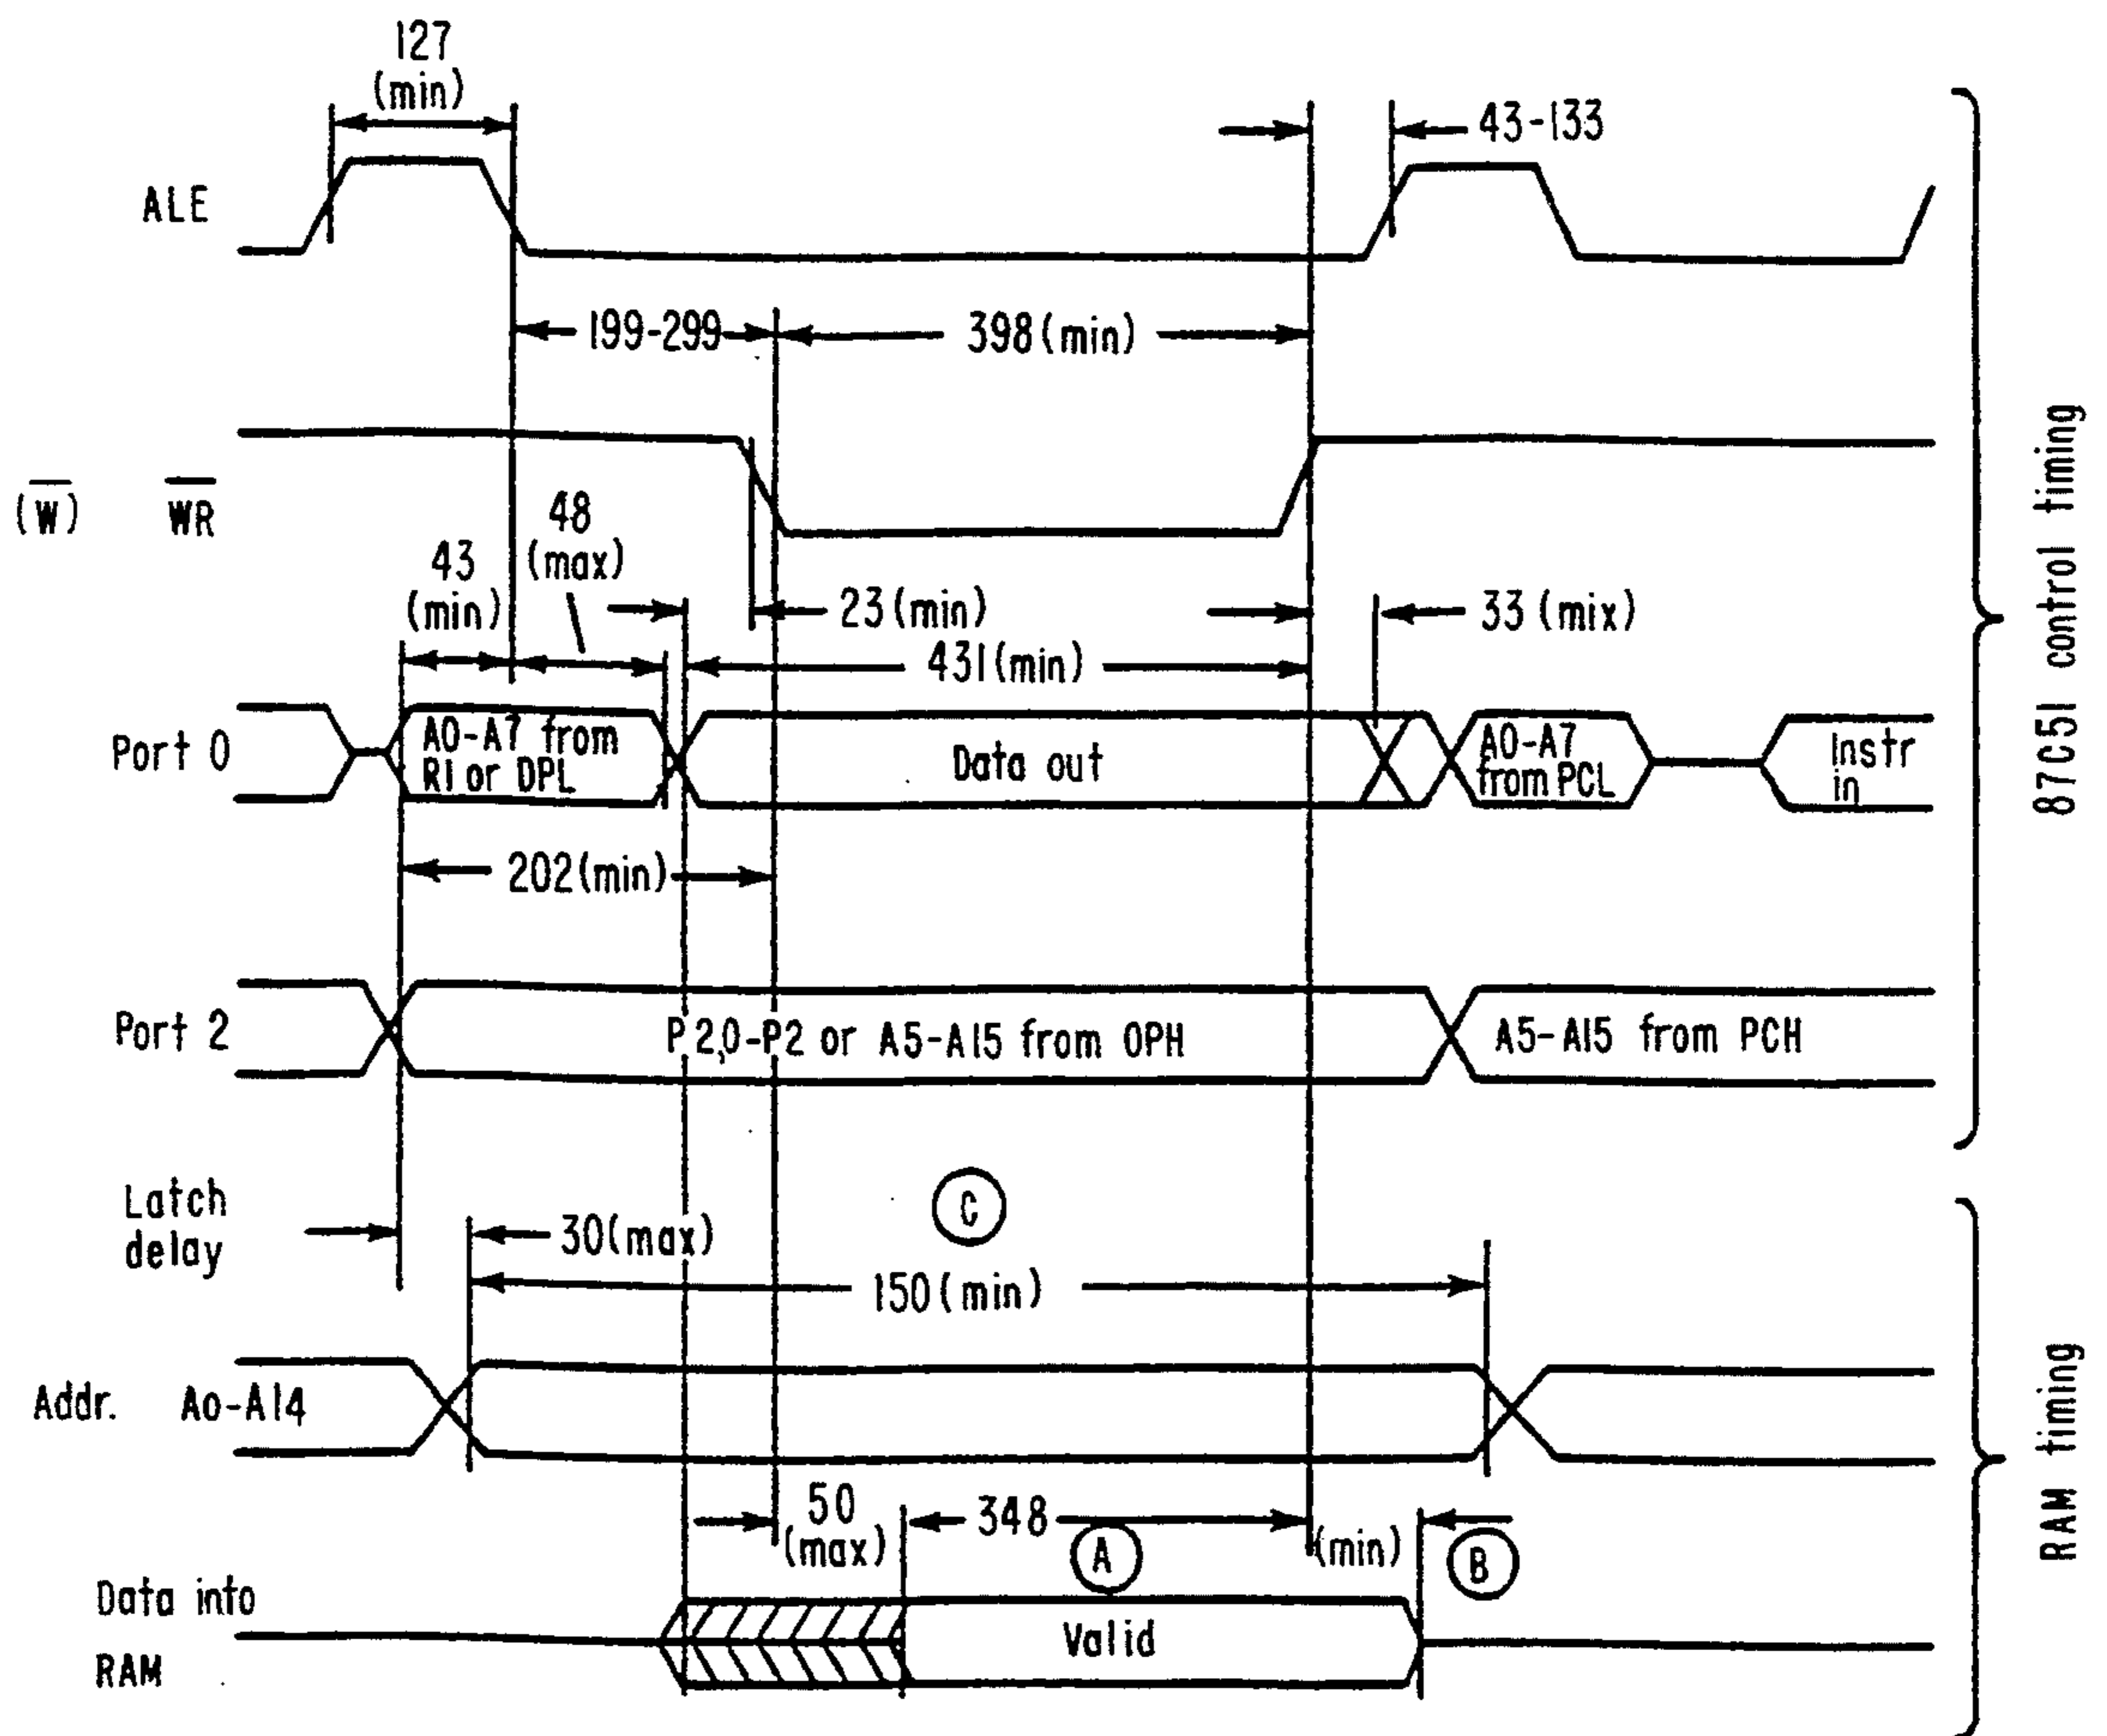 127
(min)
43-133
ALE
199-299
398 (min)
(W) WR
48
(max)
43
(min)
23 (min)
33 (mix)
431 (min)
Port 0
A0-A7 from
R1 or DPL
Data out
A0-A7
from PCL
Instr
in
202 (min)
Port 2
P 2,0-P2 or A5-A15 from OPH
A5-A15 from PCH
87C51 control timing
Latch
delay
30 (max)
C
150 (min)
Addr. A0-A14
50
(max)
348
(min)
A
B
Data into
RAM
Valid
RAM timing